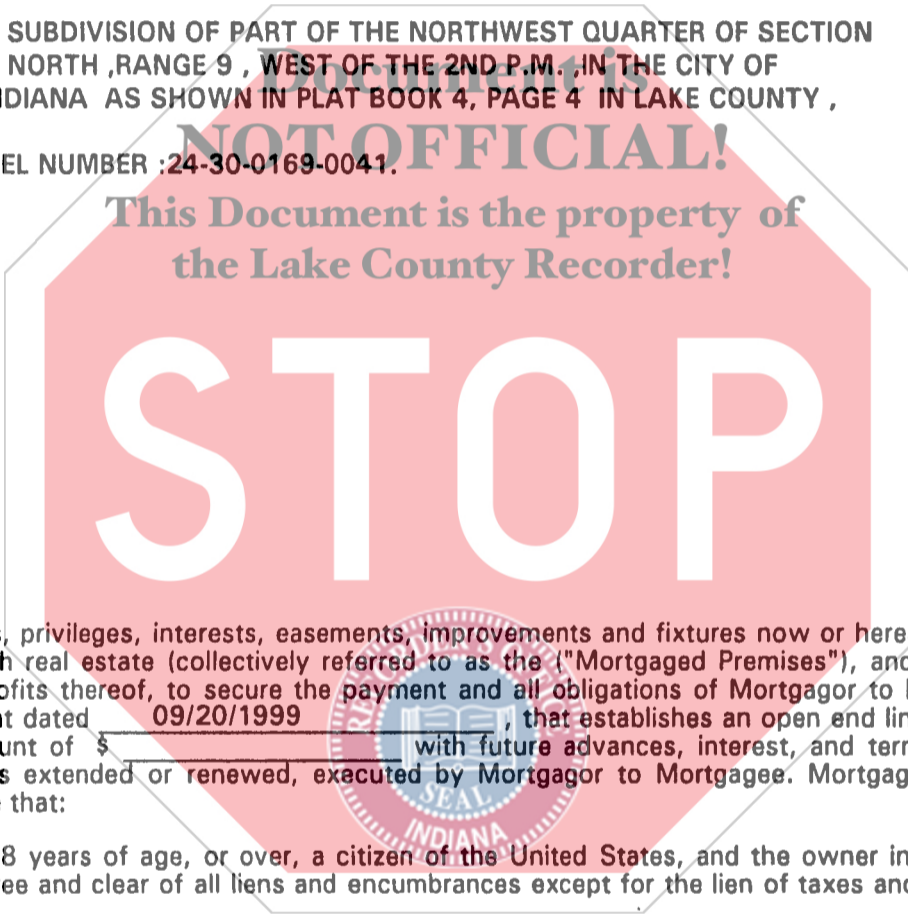 SUBDIVISION OF PART OF THE NORTHWEST QUARTER OF SECTION
NORTH ,RANGE 9 , WEST OF THE 2ND P.M. ,IN THE CITY OF
Document is
DIANA AS SHOWN IN PLAT BOOK 4, PAGE 4 IN LAKE COUNTY ,
NOT OFFICIAL!
EL NUMBER :24-30-0169-0041.
This Document is the property of
the Lake County Recorder!
STOP
, privileges, interests, easements, improvements and fixtures now or here
h real estate (collectively referred to as the ("Mortgaged Premises"), and
ofits thereof, to secure the payment and all obligations of Mortgagor to
t dated 09/20/1999 , that establishes an open end lin
unt of $ with future advances, interest, and terr
s extended or renewed, executed by Mortgagor to Mortgagee. Mortgag
that:
RECORDER'S OFFICE
SEAL
INDIANA
8 years of age, or over, a citizen of the United States, and the owner in
ee and clear of all liens and encumbrances except for the lien of taxes and